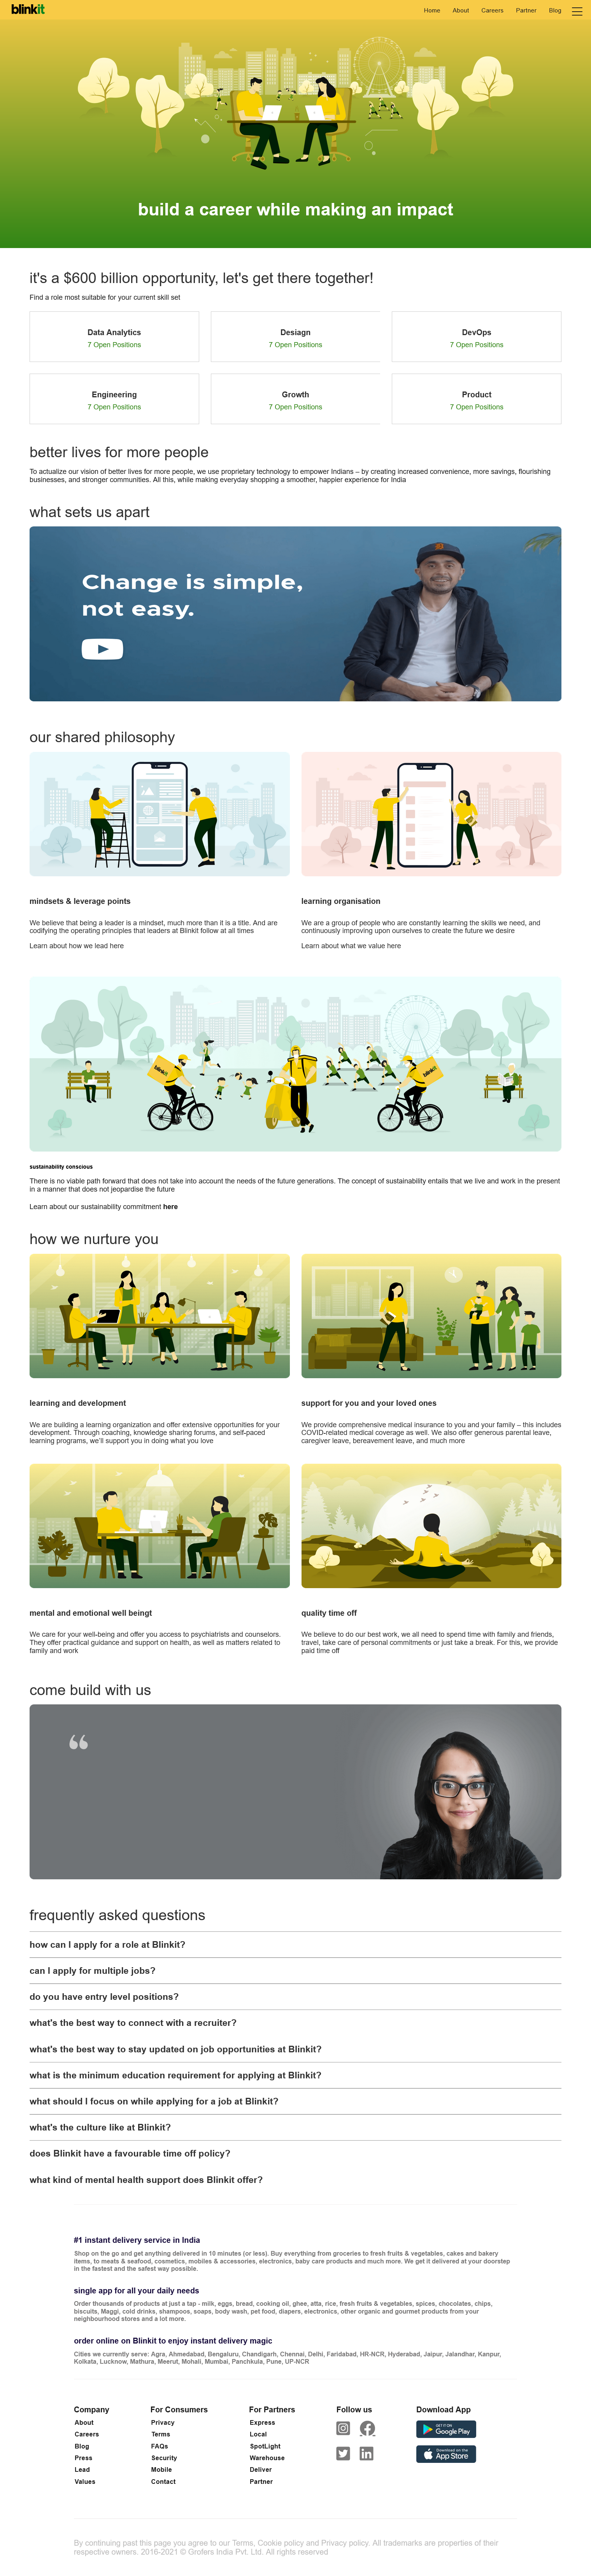 blinkit
Home About Careers Partner Blog
build a career while making an impact
it's a $600 billion opportunity, let's get there together!
Find a role most suitable for your current skill set
Data Analytics
7 Open Positions
Desiagn
7 Open Positions
DevOps
7 Open Positions
Engineering
7 Open Positions
Growth
7 Open Positions
Product
7 Open Positions
better lives for more people
To actualize our vision of better lives for more people, we use proprietary technology to empower Indians – by creating increased convenience, more savings, flourishing
businesses, and stronger communities. All this, while making everyday shopping a smoother, happier experience for India
what sets us apart
Change is simple,
not easy.
our shared philosophy
mindsets & leverage points
We believe that being a leader is a mindset, much more than it is a title. And are
codifying the operating principles that leaders at Blinkit follow at all times
Learn about how we lead here
learning organisation
We are a group of people who are constantly learning the skills we need, and
continuously improving upon ourselves to create the future we desire
Learn about what we value here
blinkit
blinkit
sustainability conscious
There is no viable path forward that does not take into account the needs of the future generations. The concept of sustainability entails that we live and work in the present
in a manner that does not jeopardise the future
Learn about our sustainability commitment here
how we nurture you
learning and development
We are building a learning organization and offer extensive opportunities for your
development. Through coaching, knowledge sharing forums, and self-paced
learning programs, we'll support you in doing what you love
support for you and your loved ones
We provide comprehensive medical insurance to you and your family – this includes
COVID-related medical coverage as well. We also offer generous parental leave,
caregiver leave, bereavement leave, and much more
mental and emotional well beingt
We care for your well-being and offer you access to psychiatrists and counselors.
They offer practical guidance and support on health, as well as matters related to
family and work
quality time off
We believe to do our best work, we all need to spend time with family and friends,
travel, take care of personal commitments or just take a break. For this, we provide
paid time off
come build with us
“
frequently asked questions
how can I apply for a role at Blinkit?
can I apply for multiple jobs?
do you have entry level positions?
what's the best way to connect with a recruiter?
what's the best way to stay updated on job opportunities at Blinkit?
what is the minimum education requirement for applying at Blinkit?
what should I focus on while applying for a job at Blinkit?
what's the culture like at Blinkit?
does Blinkit have a favourable time off policy?
what kind of mental health support does Blinkit offer?
#1 instant delivery service in India
Shop on the go and get anything delivered in 10 minutes (or less). Buy everything from groceries to fresh fruits & vegetables, cakes and bakery
items, to meats & seafood, cosmetics, mobiles & accessories, electronics, baby care products and much more. We get it delivered at your doorstep
in the fastest and the safest way possible.
single app for all your daily needs
Order thousands of products at just a tap - milk, eggs, bread, cooking oil, ghee, atta, rice, fresh fruits & vegetables, spices, chocolates, chips,
biscuits, Maggi, cold drinks, shampoos, soaps, body wash, pet food, diapers, electronics, other organic and gourmet products from your
neighbourhood stores and a lot more.
order online on Blinkit to enjoy instant delivery magic
Cities we currently serve: Agra, Ahmedabad, Bengaluru, Chandigarh, Chennai, Delhi, Faridabad, HR-NCR, Hyderabad, Jaipur, Jalandhar, Kanpur,
Kolkata, Lucknow, Mathura, Meerut, Mohali, Mumbai, Panchkula, Pune, UP-NCR
Company
About
Careers
Blog
Press
Lead
Values
For Consumers
Privacy
Terms
FAQs
Security
Mobile
Contact
For Partners
Express
Local
SpotLight
Warehouse
Deliver
Partner
Follow us
Download App
GET IT ON
Google Play
Download on the
App Store
By continuing past this page you agree to our Terms, Cookie policy and Privacy policy. All trademarks are properties of their
respective owners. 2016-2021 © Grofers India Pvt. Ltd. All rights reserved